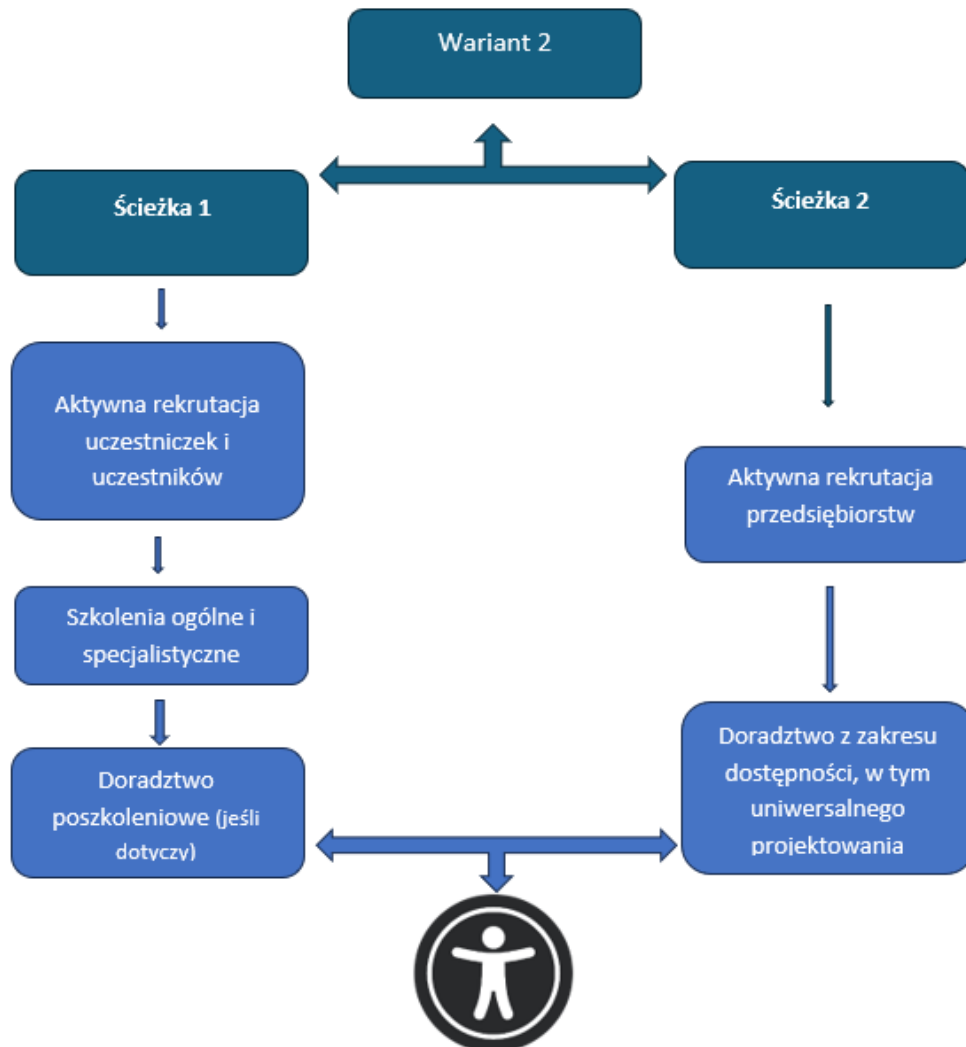 Wariant 2
Ścieżka 1
Ścieżka 2
Aktywna rekrutacja
uczestniczek i
uczestników
Aktywna rekrutacja
przedsiębiorstw
Szkolenia ogólne i
specjalistyczne
Doradztwo
poszkoleniowe (jeśli
dotyczy)
Doradztwo z zakresu
dostępności, w tym
uniwersalnego
projektowania